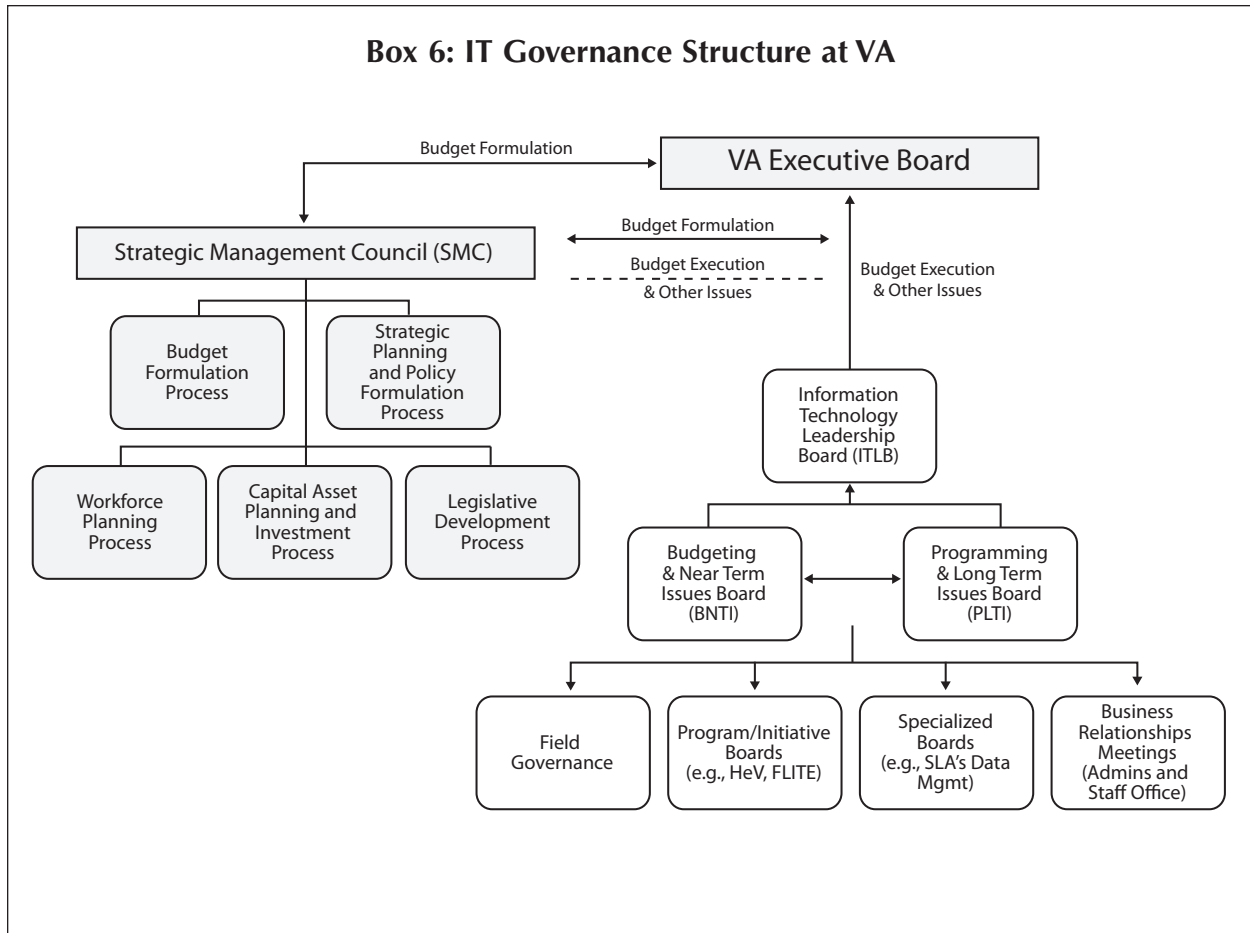 Box 6: IT Governance Structure at VA
Budget Formulation
VA Executive Board
Strategic Management Council (SMC)
Budget Formulation
Budget Execution
& Other Issues
Budget Execution
& Other Issues
Budget
Formulation
Process
Strategic
Planning
and Policy
Formulation
Process
Information
Technology
Leadership
Board (ITLB)
Workforce
Planning
Process
Capital Asset
Planning and
Investment
Process
Legislative
Development
Process
Budgeting
& Near Term
Issues Board
(BNTI)
Programming
& Long Term
Issues Board
(PLTI)
Field
Governance
Program/Initiative
Boards
(e.g., HeV, FLITE)
Specialized
Boards
(e.g., SLA's Data
Mgmt)
Business
Relationships
Meetings
(Admins and
Staff Office)